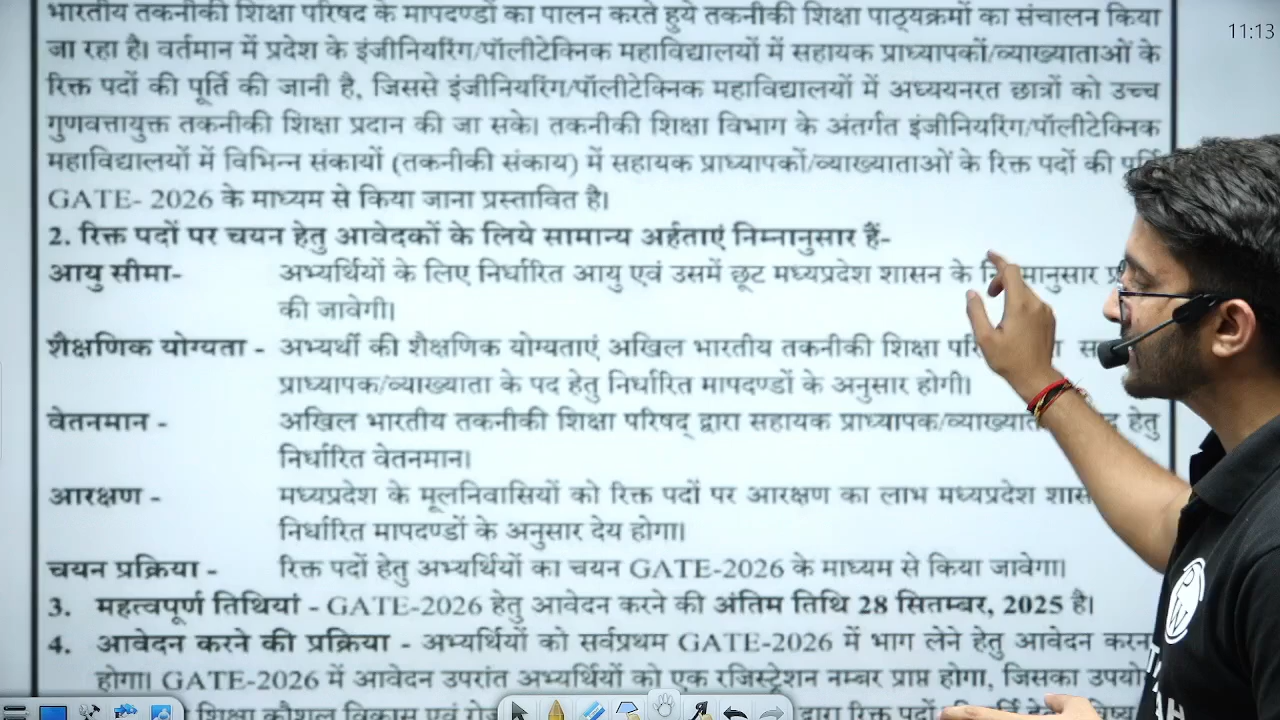 भारतीय तकनीकी शिक्षा परिषद के मापदण्डों का पालन करते हुये तकनीकी शिक्षा पाठ्यक्रमों का संचालन किया
11:13
जा रहा है। वर्तमान में प्रदेश के इंजीनियरिंग/पॉलीटेक्निक महाविद्यालयों में सहायक प्राध्यापकों/व्याख्याताओं के
रिक्त पदों की पूर्ति की जानी है, जिससे इंजीनियरिंग/पॉलीटेक्निक महाविद्यालयों में अध्ययनरत छात्रों को उच्च
गुणवत्तायुक्त तकनीकी शिक्षा प्रदान की जा सके। तकनीकी शिक्षा विभाग के अंतर्गत इंजीनियरिंग/पॉलीटेक्निक
महाविद्यालयों में विभिन्न संकायों (तकनीकी संकाय) में सहायक प्राध्यापकों/व्याख्याताओं के रिक्त पदों की पूर्ति
GATE- 2026 के माध्यम से किया जाना प्रस्तावित है।
2. रिक्त पदों पर चयन हेतु आवेदकों के लिये सामान्य अर्हताएं निम्नानुसार हैं-
आयु सीमा- अभ्यर्थियों के लिए निर्धारित आयु एवं उसमें छूट मध्यप्रदेश शासन के
की जावेगी।
शैक्षणिक योग्यता - अभ्यर्थी की शैक्षणिक योग्यताएं अखिल भारतीय तकनीकी शिक्षा
प्राध्यापक/व्याख्याता के पद हेतु निर्धारित मापदण्डों के अनुसार होगी।
वेतनमान - अखिल भारतीय तकनीकी शिक्षा परिषद् द्वारा सहायक प्राध्यापक/ हेतु
निर्धारित वेतनमान।
आरक्षण - मध्यप्रदेश के मूलनिवासियों को रिक्त पदों पर आरक्षण का लाभ मध्यप्रदेश
निर्धारित मापदण्डों के अनुसार देय होगा।
चयन प्रक्रिया - रिक्त पदों हेतु अभ्यर्थियों का चयन GATE-2026 के माध्यम से किया जावेगा।
3. महत्वपूर्ण तिथियां - GATE-2026 हेतु आवेदन करने की अंतिम तिथि 28 सितम्बर, 2025 है।
4. आवेदन करने की प्रक्रिया - अभ्यर्थियों को सर्वप्रथम GATE-2026 में भाग लेने हेतु आवेदन
होगा। GATE-2026 में आवेदन उपरांत अभ्यर्थियों को एक रजिस्ट्रेशन नम्बर प्राप्त होगा, जिसका
शिक्षा कौशल विकास एवं द्वारा रिक्त पदों